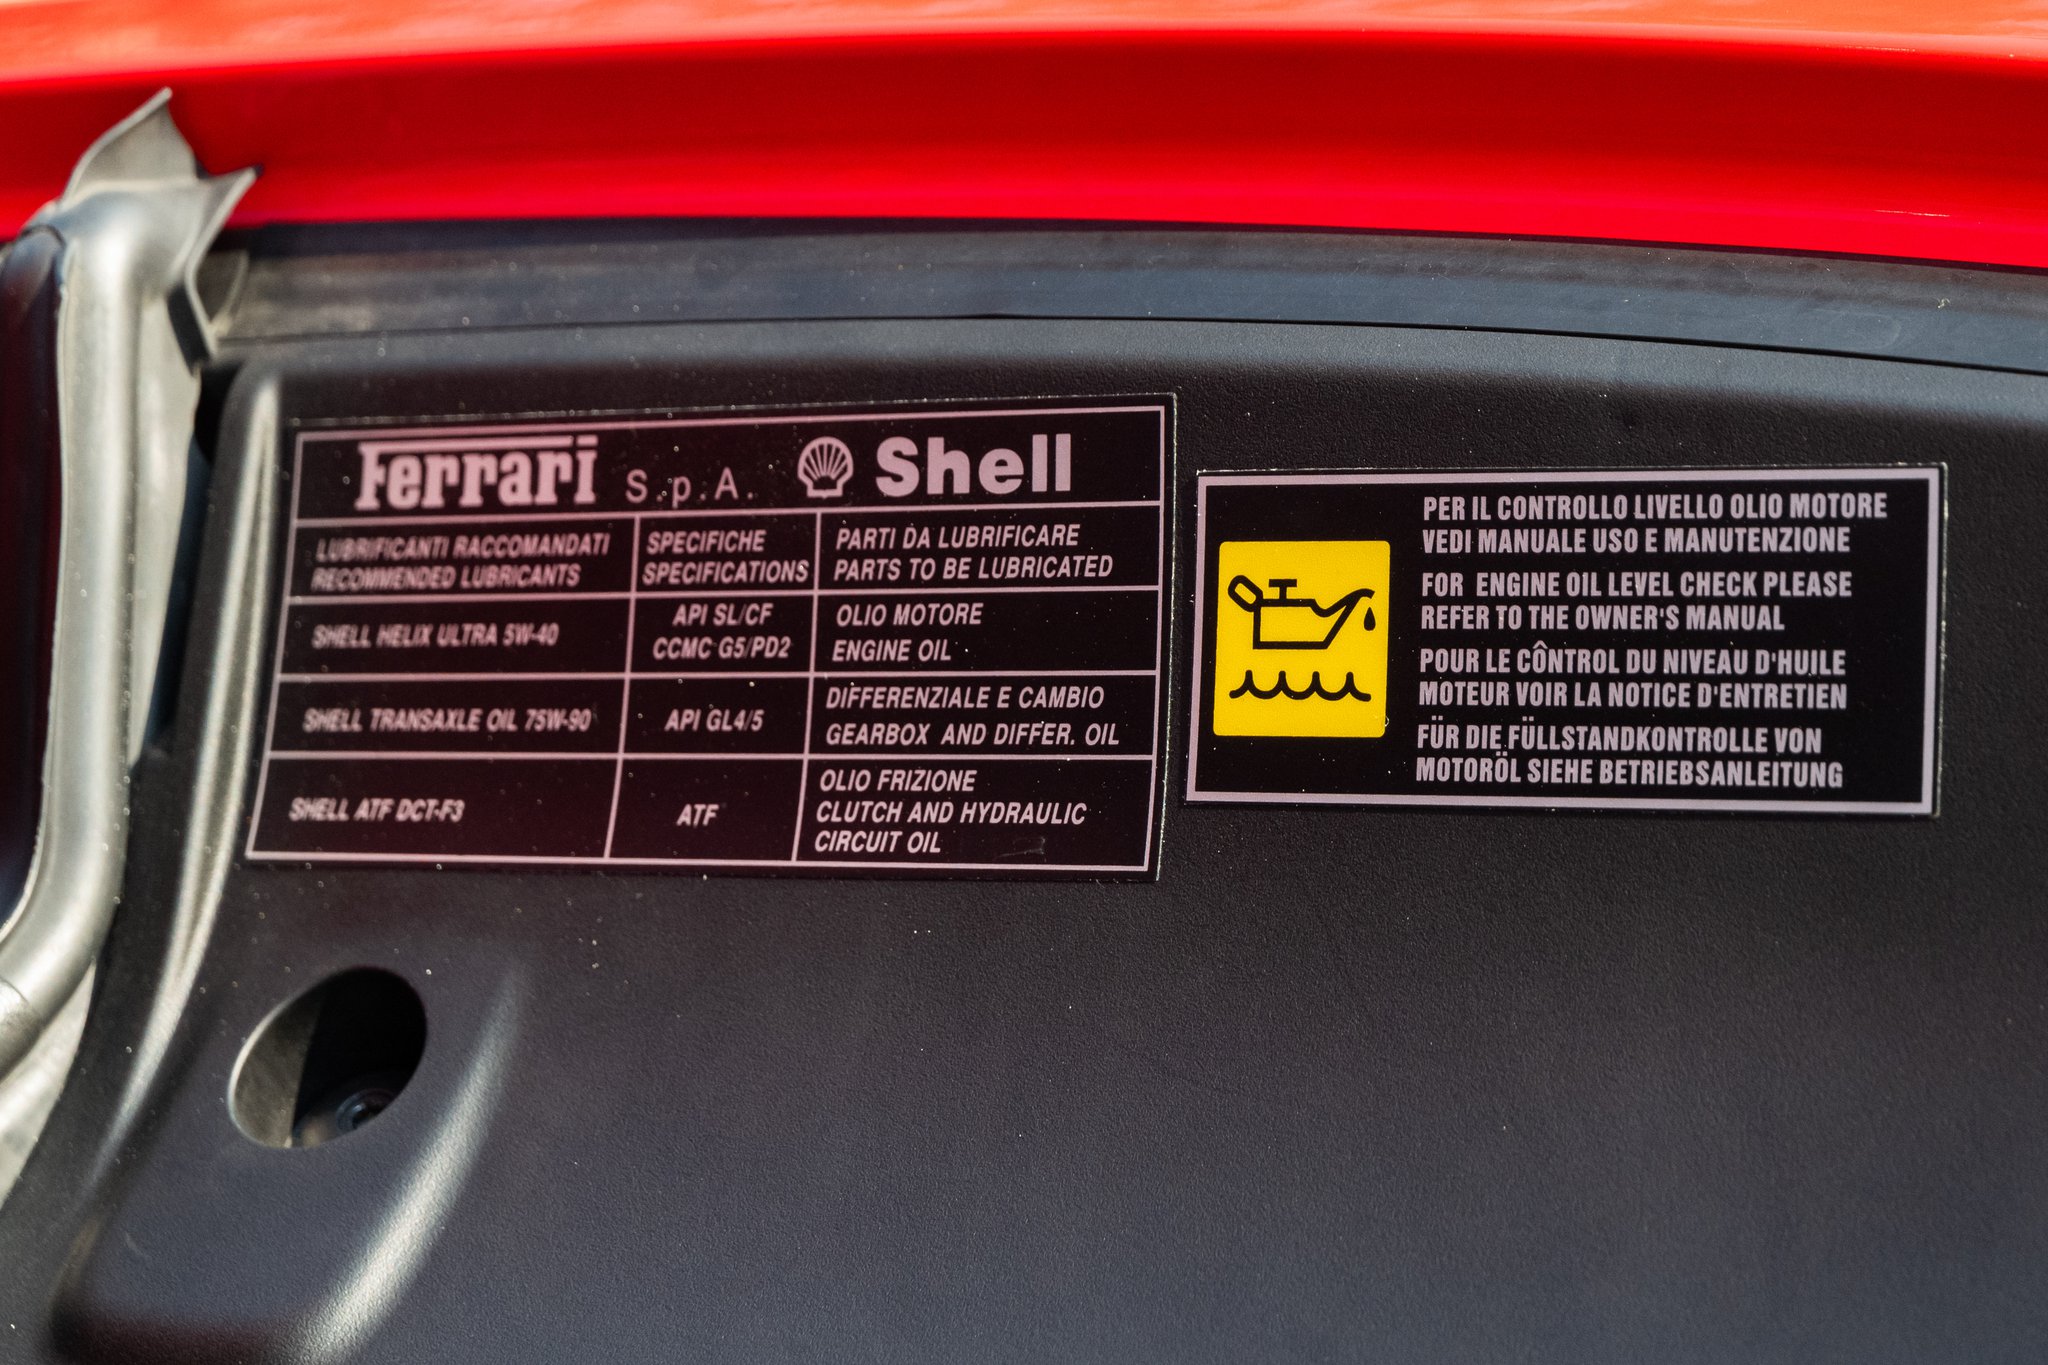 Ferrari S.p.A. Shell
LUBRIFICANTI RACCOMANDATI
RECOMMENDED LUBRICANTS
SPECIFICHE
SPECIFICATIONS
PARTI DA LUBRIFICARE
PARTS TO BE LUBRICATED
SHELL HELIX ULTRA 5W-40
API SL/CF
CCMC G5/PD2
OLIO MOTORE
ENGINE OIL
SHELL TRANSAXLE OIL 75W-90
API GL4/5
DIFFERENZIALE E CAMBIO
GEARBOX AND DIFFER. OIL
SHELL ATF DCT-F3
ATF
OLIO FRIZIONE
CLUTCH AND HYDRAULIC
CIRCUIT OIL
PER IL CONTROLLO LIVELLO OLIO MOTORE
VEDI MANUALE USO E MANUTENZIONE
FOR ENGINE OIL LEVEL CHECK PLEASE
REFER TO THE OWNER'S MANUAL
POUR LE CÔNTROL DU NIVEAU D'HUILE
MOTEUR VOIR LA NOTICE D'ENTRETIEN
FÜR DIE FÜLLSTANDKONTROLLE VON
MOTORÖL SIEHE BETRIEBSANLEITUNG